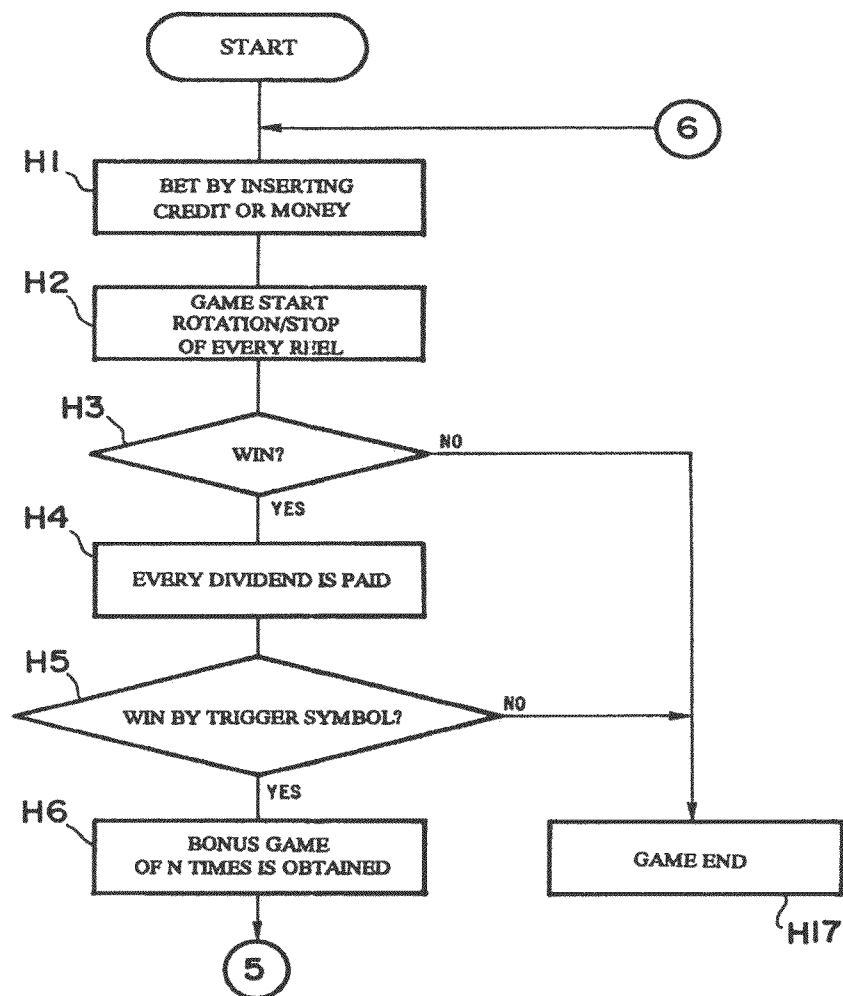 START
6
H1
BET BY INSERTING
CREDIT OR MONEY
H2
GAME START
ROTATION/STOP
OF EVERY REEL
H3
WIN?
NO
YES
H4
EVERY DIVIDEND IS PAID
H5
WIN BY TRIGGER SYMBOL?
NO
YES
H6
BONUS GAME
OF N TIMES IS OBTAINED
GAME END
H17
5